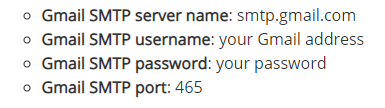 Gmail SMTP server name: smtp.gmail.com
Gmail SMTP username: your Gmail address
Gmail SMTP password: your password
Gmail SMTP port: 465